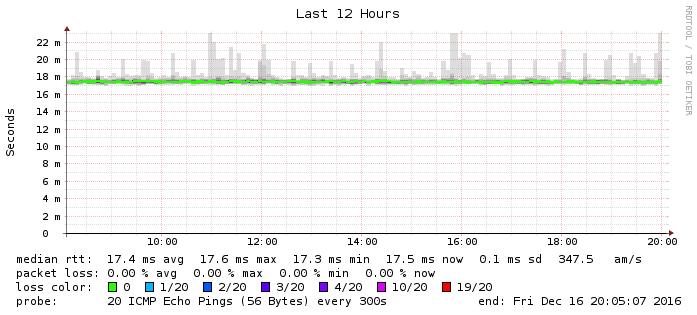 Last 12 Hours
RRDTOOL / TOBI OETIKER
Seconds
22 m
20 m
18 m
16 m
14 m
12 m
10 m
8 m
6 m
4 m
2 m
0
10:00 12:00 14:00 16:00 18:00 20:00
median rtt: 17.4 ms avg 17.6 ms max 17.3 ms min 17.5 ms now 0.1 ms sd 347.5 am/s
packet loss: 0.00 % avg 0.00 % max 0.00 % min 0.00 % now
loss color: 0 1/20 2/20 3/20 4/20 10/20 19/20
probe: 20 ICMP Echo Pings (56 Bytes) every 300s end: Fri Dec 16 20:05:07 2016